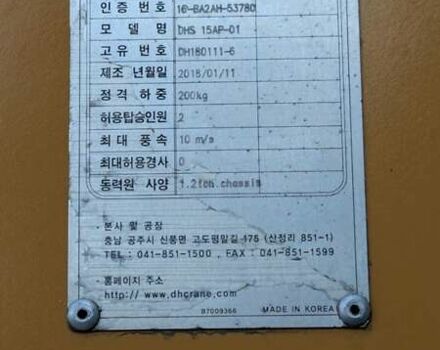 인증 번호 16-BA2AH-53780
모 델 명 DHS 15AP-01
고유 번호 DH180111-6
제조 년월일 2018/01/11
정격 하중 200kg
허용탑승인원 2
최대 풍속 10 m/s
최대허용경사 0
동력원 사양 1.2ton chassis
· 본사 및 공장
충남 공주시 신풍면 고도평말길 175 (산정리 851-1)
TEL : 041-851-1500 , FAX : 041-851-1599
· 홈페이지 주소
http:// www.dhcrane.com
B7009366 MADE IN KOREA